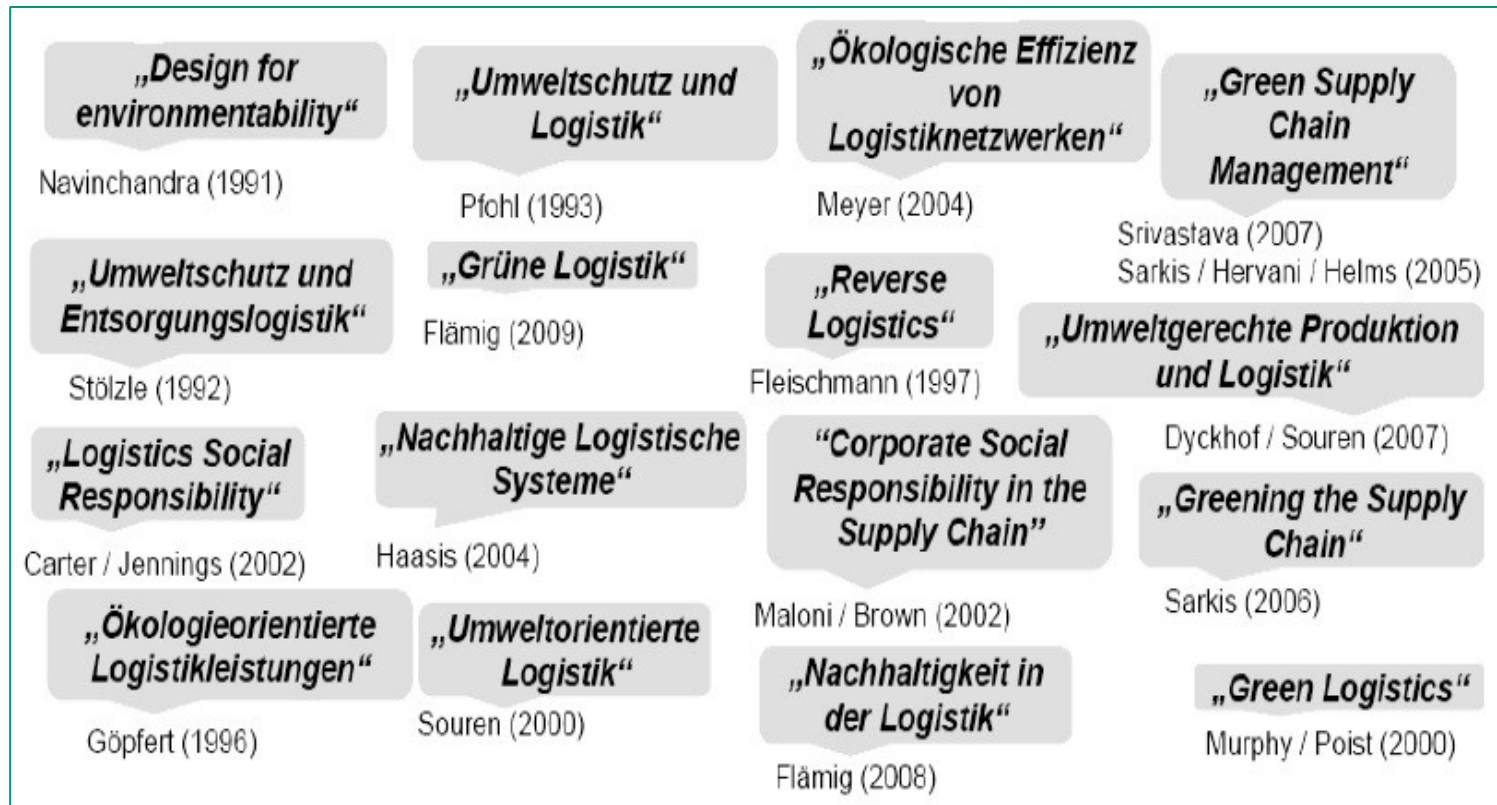 „Design for
environmentability“
Navinchandra (1991)
„Umweltschutz und
Logistik“
Pfohl (1993)
„Ökologische Effizienz
von
Logistiknetzwerken“
Meyer (2004)
„Green Supply
Chain
Management“
Srivastava (2007)
Sarkis / Hervani / Helms (2005)
„Umweltschutz und
Entsorgungslogistik“
Stölzle (1992)
„Grüne Logistik“
Flämig (2009)
„Reverse
Logistics“
Fleischmann (1997)
„Umweltgerechte Produktion
und Logistik“
Dyckhof / Souren (2007)
„Logistics Social
Responsibility“
Carter / Jennings (2002)
„Nachhaltige Logistische
Systeme“
Haasis (2004)
“Corporate Social
Responsibility in the
Supply Chain”
Maloni / Brown (2002)
„Greening the Supply
Chain“
Sarkis (2006)
„Ökologieorientierte
Logistikleistungen“
Göpfert (1996)
„Umweltorientierte
Logistik“
Souren (2000)
„Nachhaltigkeit in
der Logistik“
Flämig (2008)
„Green Logistics“
Murphy / Poist (2000)